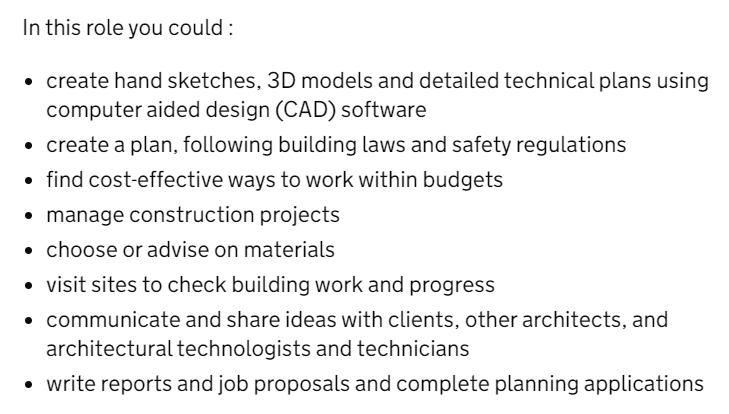 In this role you could :
• create hand sketches, 3D models and detailed technical plans using
computer aided design (CAD) software
• create a plan, following building laws and safety regulations
• find cost-effective ways to work within budgets
• manage construction projects
• choose or advise on materials
• visit sites to check building work and progress
• communicate and share ideas with clients, other architects, and
architectural technologists and technicians
• write reports and job proposals and complete planning applications